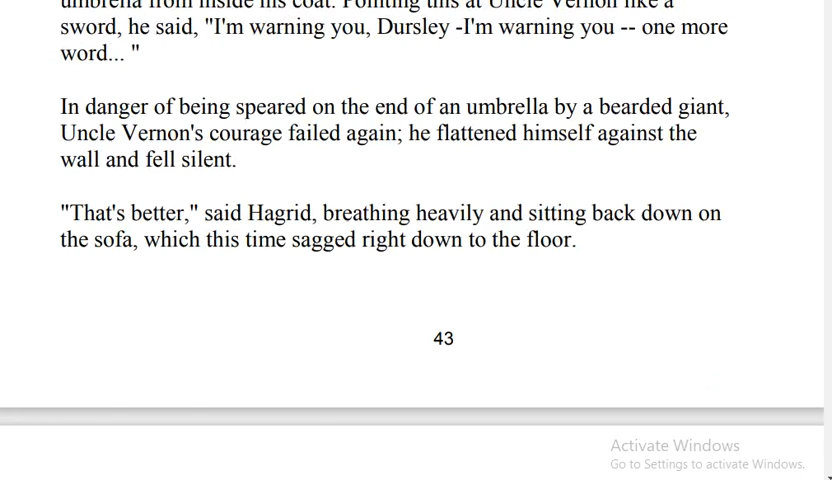 umbrella from inside his coat. Pointing this at Uncle Vernon like a
sword, he said, "I'm warning you, Dursley -I'm warning you -- one more
word... "
In danger of being speared on the end of an umbrella by a bearded giant,
Uncle Vernon's courage failed again; he flattened himself against the
wall and fell silent.
"That's better," said Hagrid, breathing heavily and sitting back down on
the sofa, which this time sagged right down to the floor.
43
Activate Windows
Go to Settings to activate Windows.